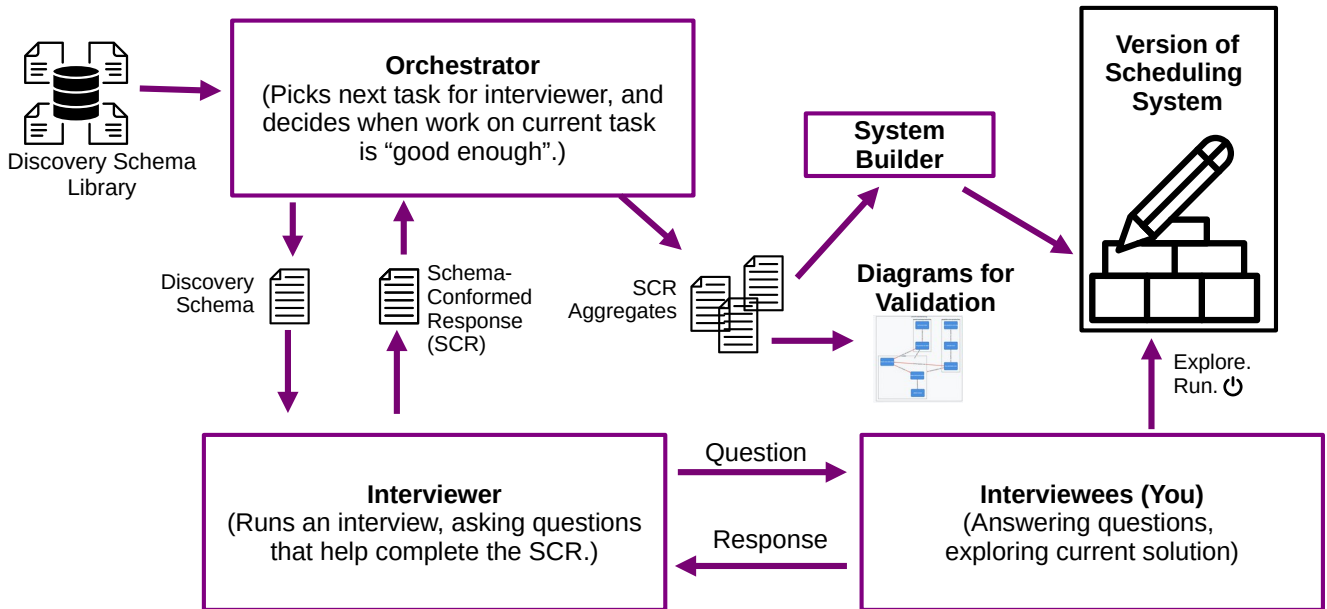 Orchestrator
(Picks next task for interviewer, and
decides when work on current task
is “good enough”.)
Discovery Schema
Library
System
Builder
Version of
Scheduling
System
Discovery
Schema
Schema-
Conformed
Response
(SCR)
SCR
Aggregates
Diagrams for
Validation
Explore.
Run.
Interviewer
(Runs an interview, asking questions
that help complete the SCR.)
Question
Response
Interviewees (You)
(Answering questions,
exploring current solution)